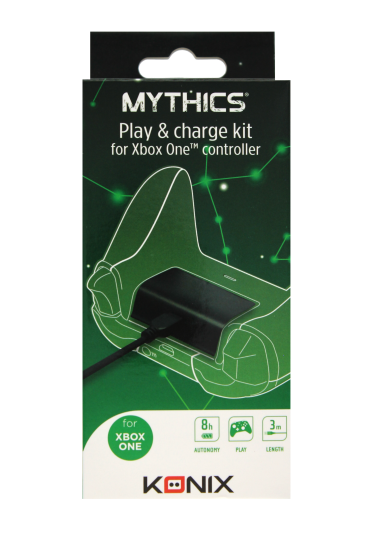 MYTHICS®
Play & charge kit
for Xbox One™ controller
for
XBOX
ONE
8h
AUTONOMY
PLAY
3m
LENGTH
KONIX